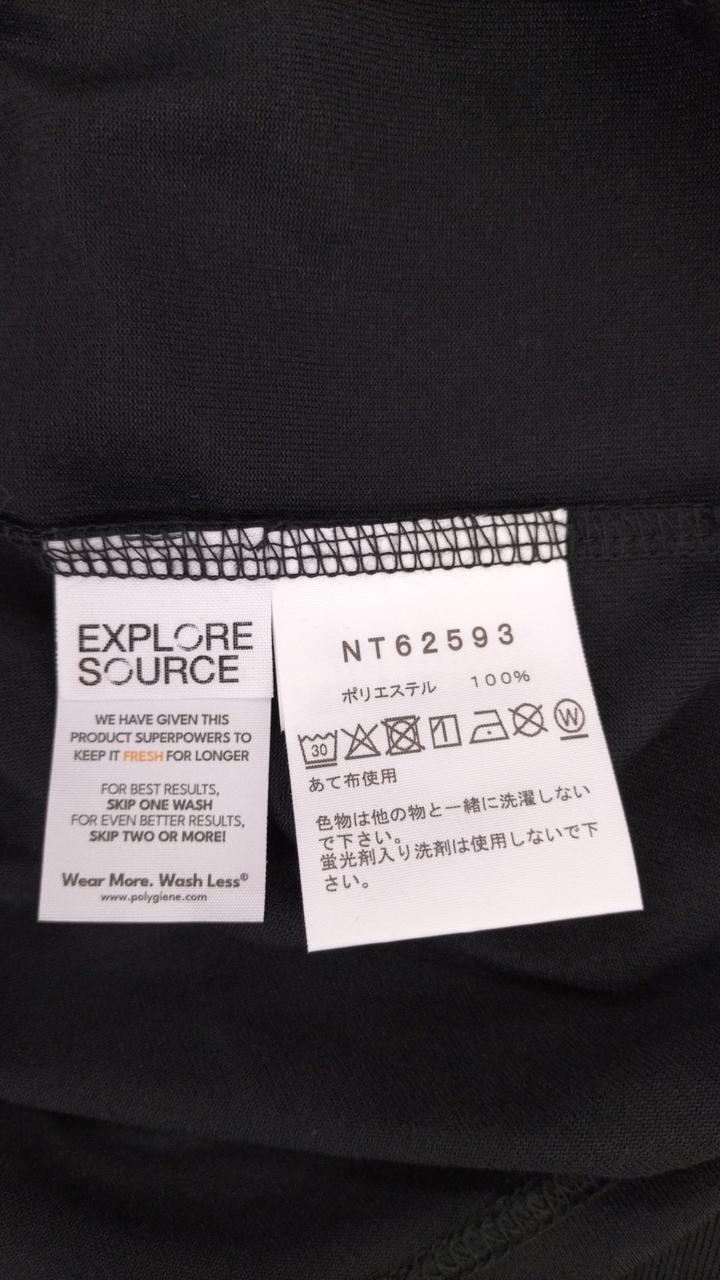 EXPLORE
SOURCE
WE HAVE GIVEN THIS
PRODUCT SUPERPOWERS TO
KEEP IT FRESH FOR LONGER
FOR BEST RESULTS,
SKIP ONE WASH
FOR EVEN BETTER RESULTS,
SKIP TWO OR MORE!
Wear More. Wash Less®
www.polygiene.com
NT62593
ポリエステル 100%
30 W
あて布使用
色物は他の物と一緒に洗濯しない
で下さい。
蛍光剤入り洗剤は使用しないで下
さい。